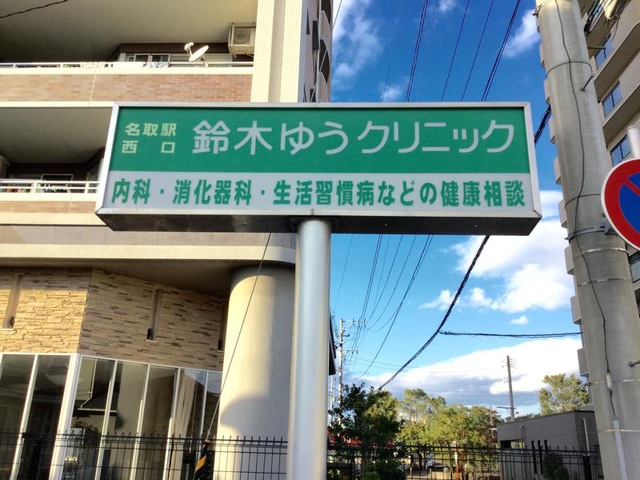 名取駅
西口
鈴木ゆうクリニック
内科・消化器科・生活習慣病などの健康相談